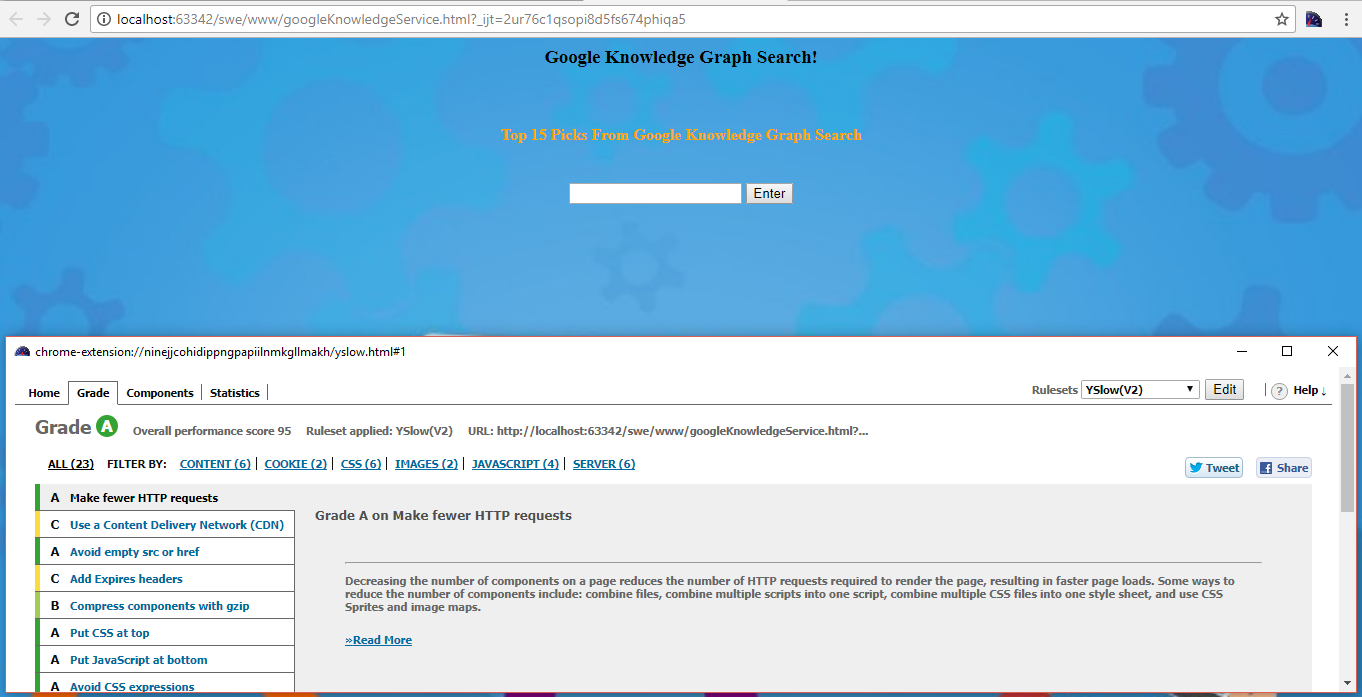 localhost:63342/swe/www/googleKnowledgeService.html?_ijt=2ur76c1qsopi8d5fs674phiqa5
Google Knowledge Graph Search!
Top 15 Picks From Google Knowledge Graph Search
Enter
chrome-extension://ninejjcohidippngpapiilnmkgllmakh/yslow.html#1
Home Grade Components Statistics Rulesets YSlow(V2) Edit ? Help ↓
Grade A Overall performance score 95 Ruleset applied: YSlow(V2) URL: http://localhost:63342/swe/www/googleKnowledgeService.html?...
ALL (23) FILTER BY: CONTENT (6) COOKIE (2) CSS (6) IMAGES (2) JAVASCRIPT (4) SERVER (6)
Tweet Share
A Make fewer HTTP requests
C Use a Content Delivery Network (CDN)
A Avoid empty src or href
C Add Expires headers
B Compress components with gzip
A Put CSS at top
A Put JavaScript at bottom
A Avoid CSS expressions
Grade A on Make fewer HTTP requests
Decreasing the number of components on a page reduces the number of HTTP requests required to render the page, resulting in faster page loads. Some ways to
reduce the number of components include: combine files, combine multiple scripts into one script, combine multiple CSS files into one style sheet, and use CSS
Sprites and image maps.
»Read More